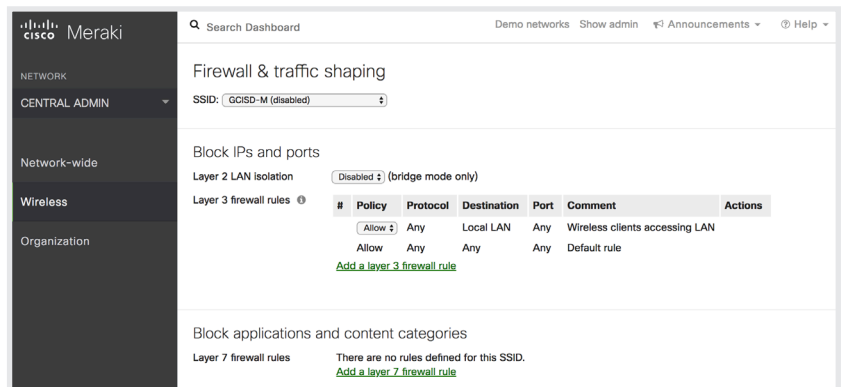 cisco Meraki
Search Dashboard
Demo networks Show admin Announcements Help
NETWORK
CENTRAL ADMIN
Network-wide
Wireless
Organization
Firewall & traffic shaping
SSID: GCISD-M (disabled)
Block IPs and ports
Layer 2 LAN isolation Disabled (bridge mode only)
Layer 3 firewall rules i
# Policy Protocol Destination Port Comment Actions
Allow Any Local LAN Any Wireless clients accessing LAN
Allow Any Any Any Default rule
Add a layer 3 firewall rule
Block applications and content categories
Layer 7 firewall rules There are no rules defined for this SSID.
Add a layer 7 firewall rule